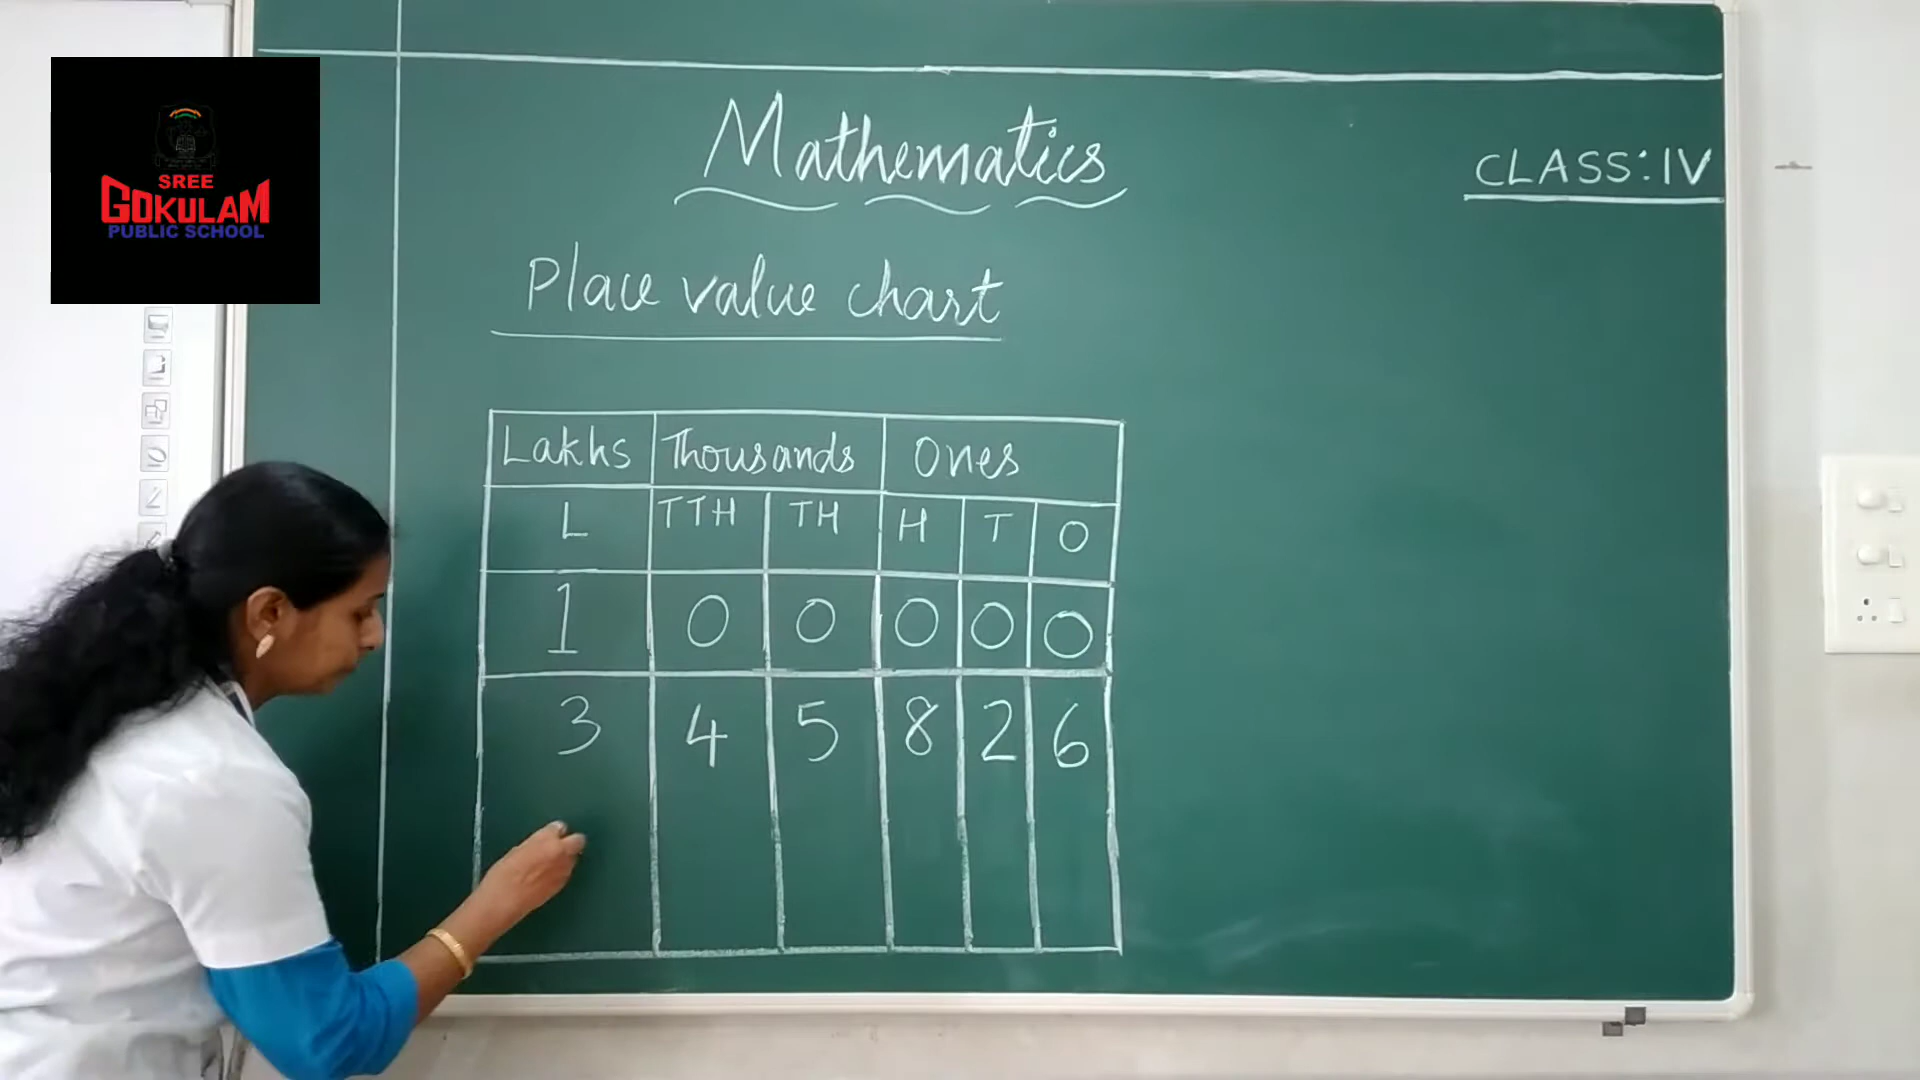 SREE
GOKULAM
PUBLIC SCHOOL
Mathematics
CLASS: IV
Place value chart
Lakhs Thousands Ones
L TTH TH H T O
1 0 0 0 0 0
3 4 5 8 2 6